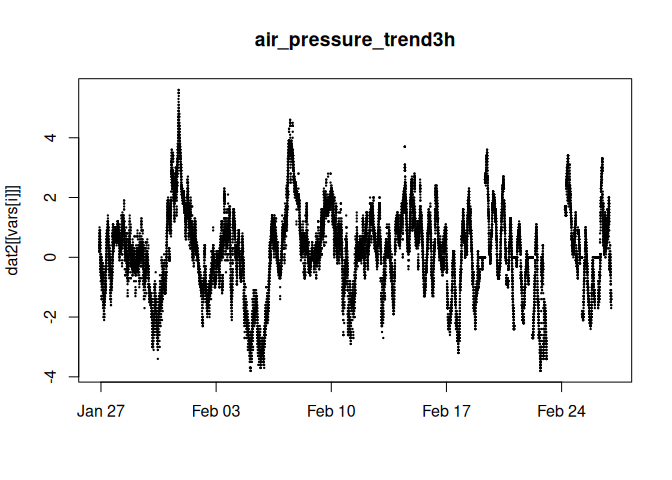 air_pressure_trend3h
dat2[[vars[i]]]
4
2
0
-2
-4
Jan 27
Feb 03
Feb 10
Feb 17
Feb 24